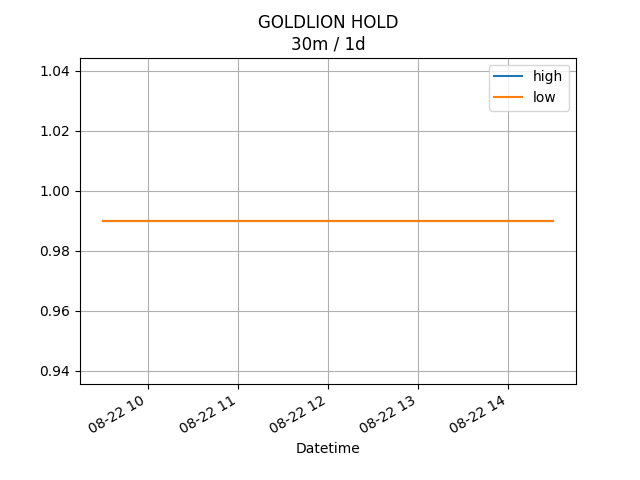 GOLDLION HOLD
30m / 1d
high
low
1.04
1.02
1.00
0.98
0.96
0.94
08-22 10
08-22 11
08-22 12
08-22 13
08-22 14
Datetime